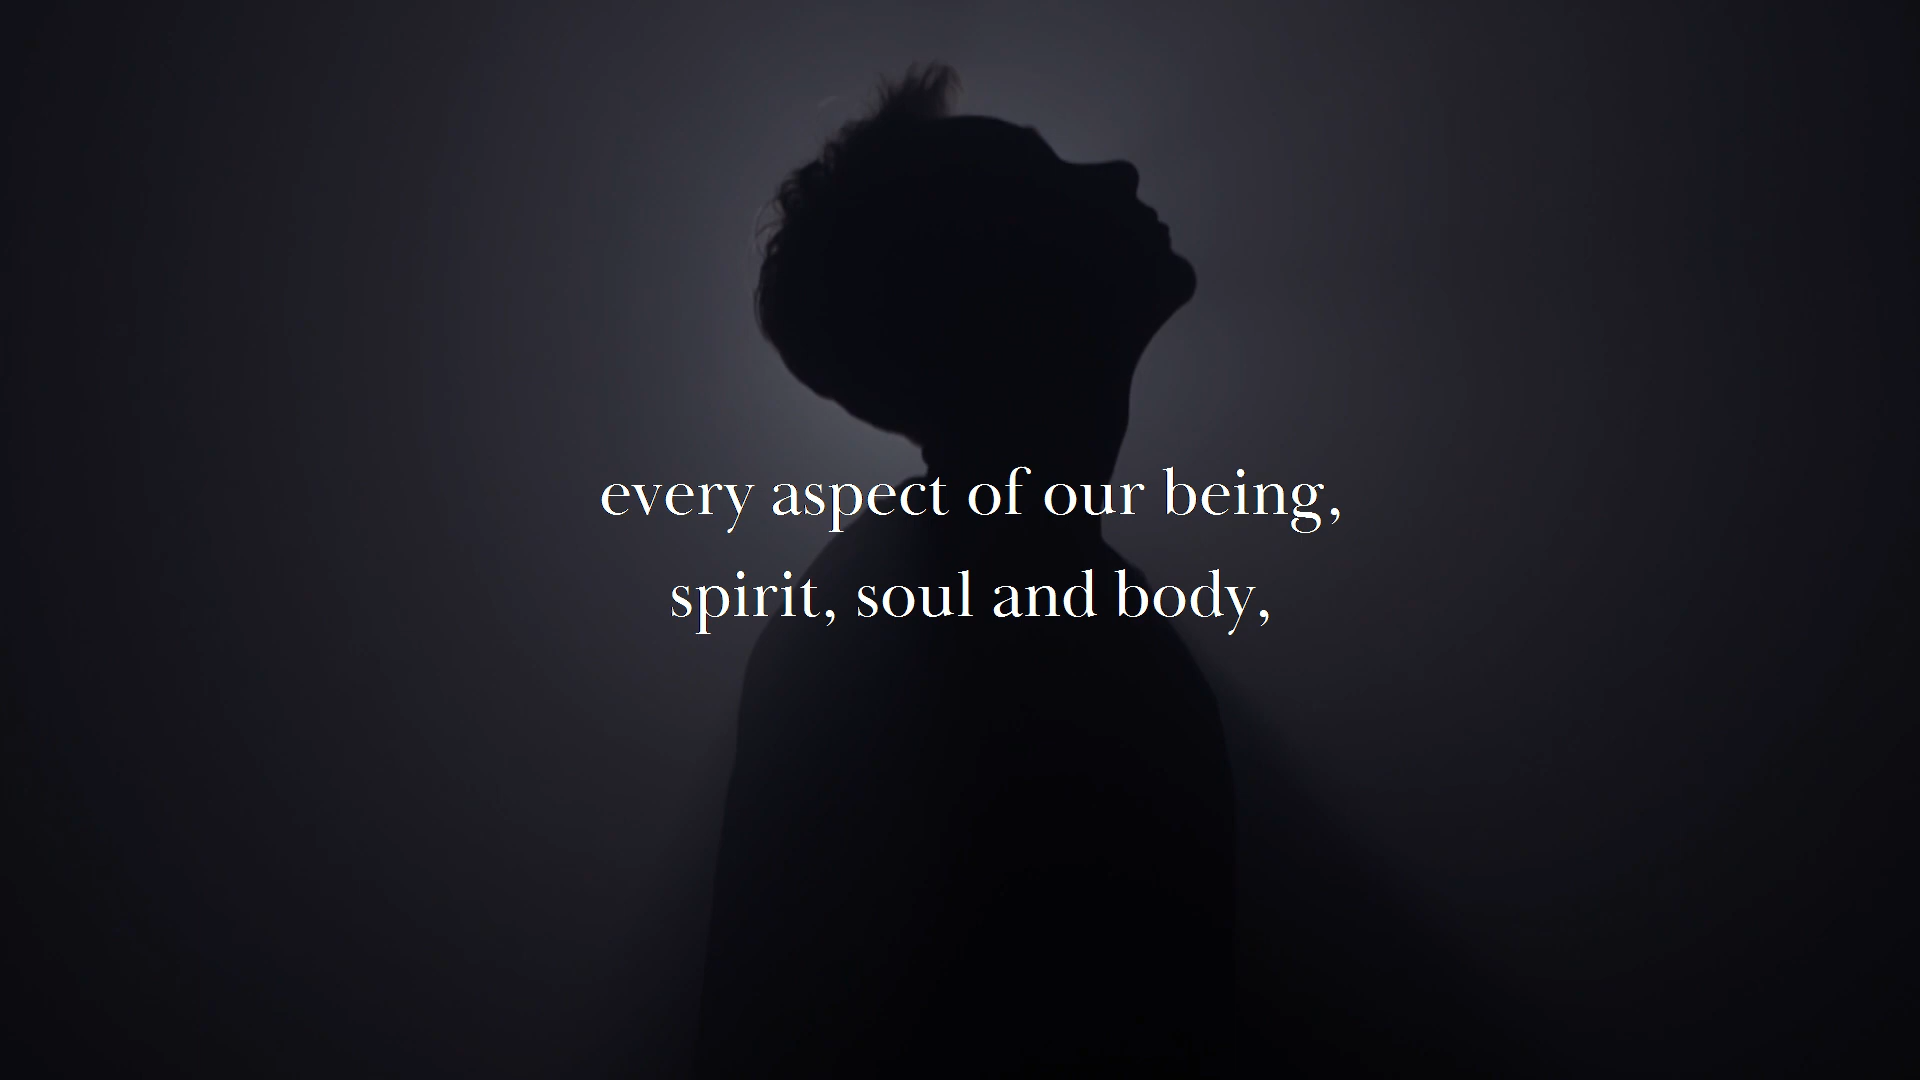 every aspect of our being,
spirit, soul and body,